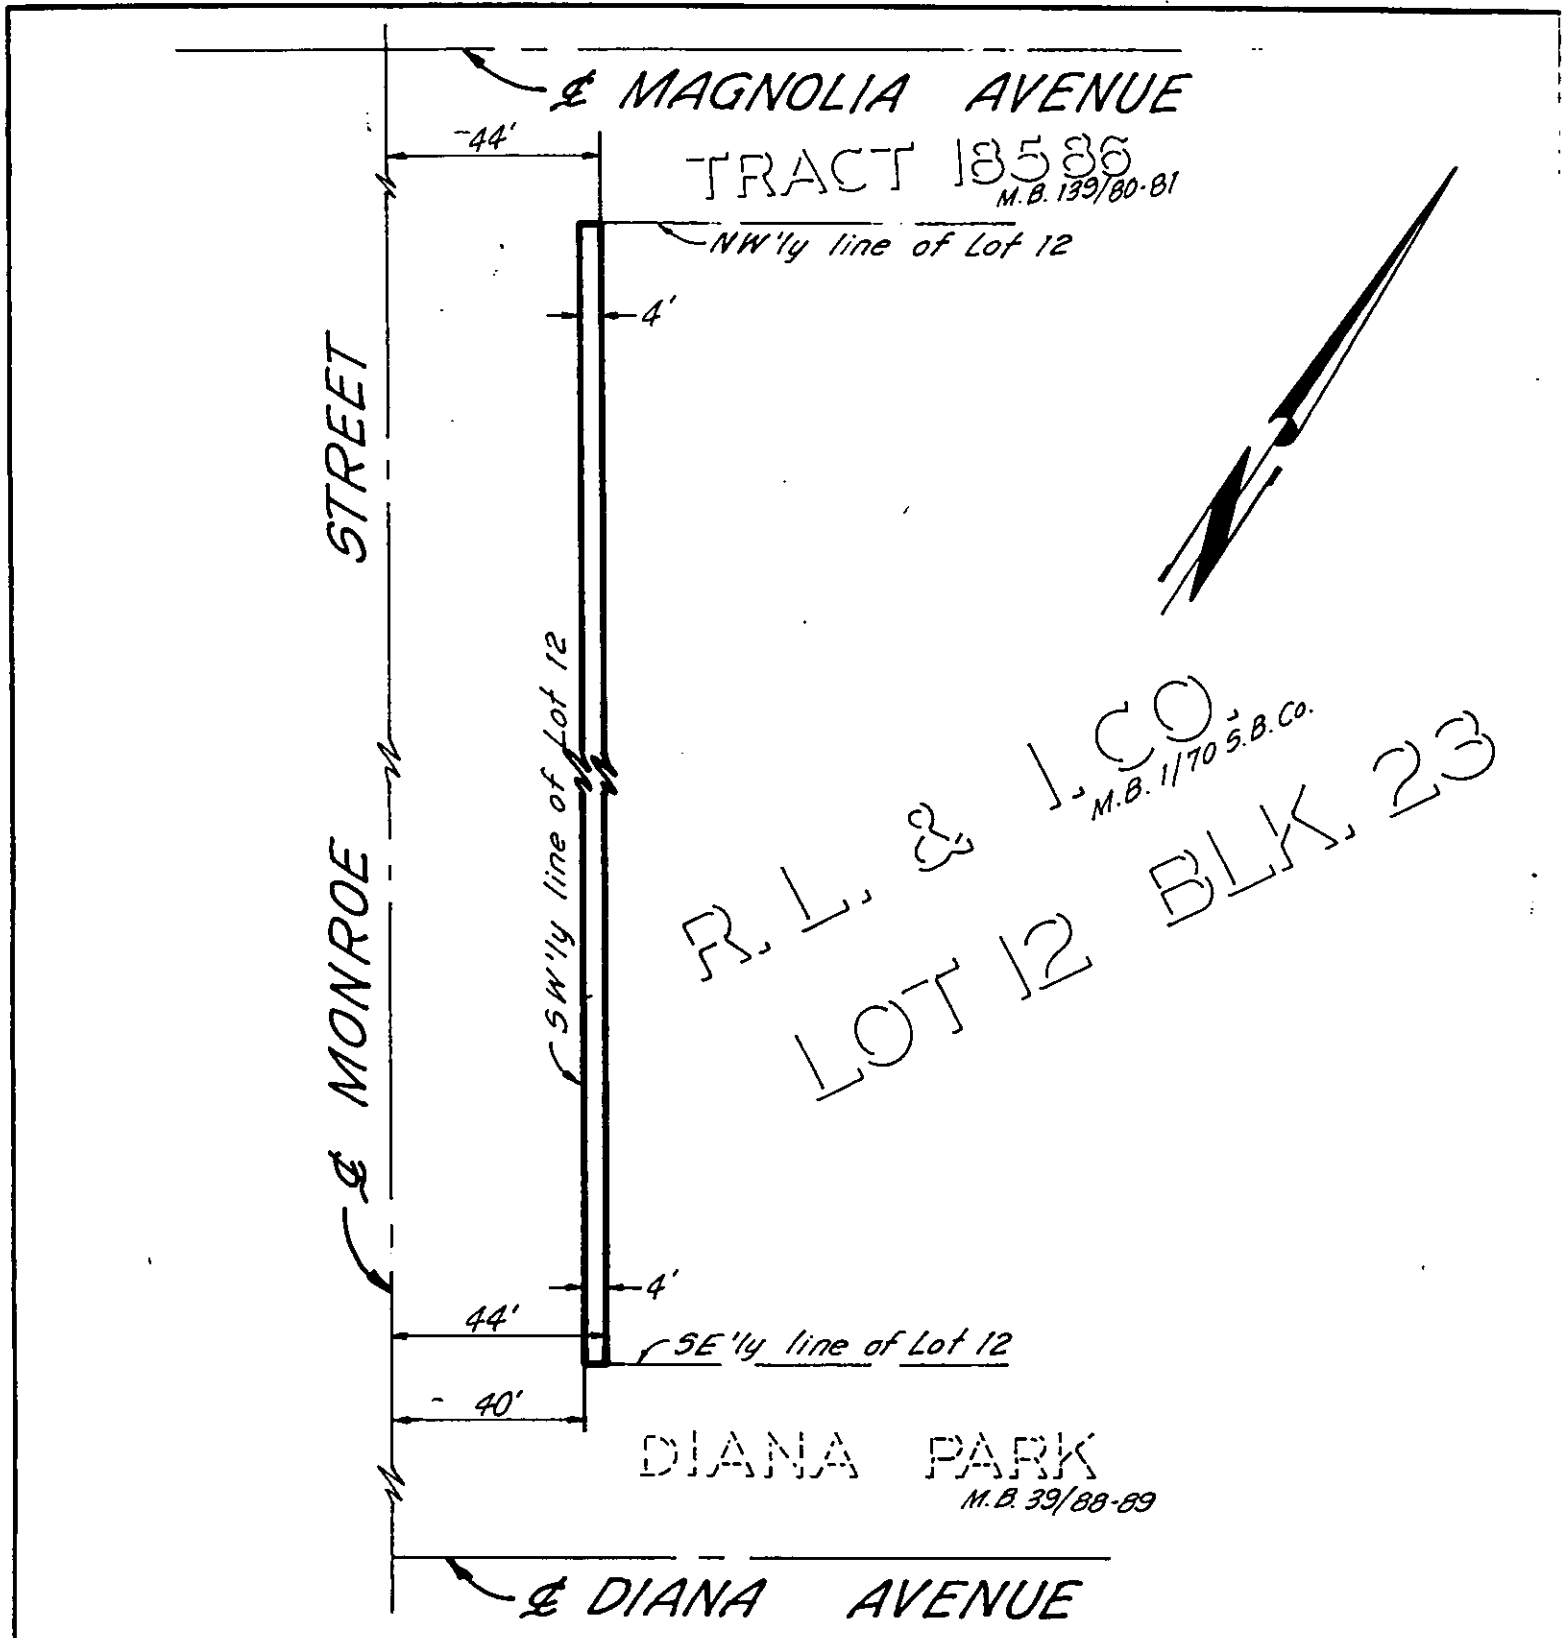 ℄ MAGNOLIA AVENUE
44'
TRACT 18586
M.B. 139/80-81
NW'ly line of Lot 12
4'
STREET
N
SW'ly line of Lot 12
R. L. & I. CO.
M.B. 1/70 S.B. Co.
LOT 12 BLK. 23
℄ MONROE
4'
44'
SE'ly line of Lot 12
40'
DIANA PARK
M.B. 39/88-89
℄ DIANA AVENUE